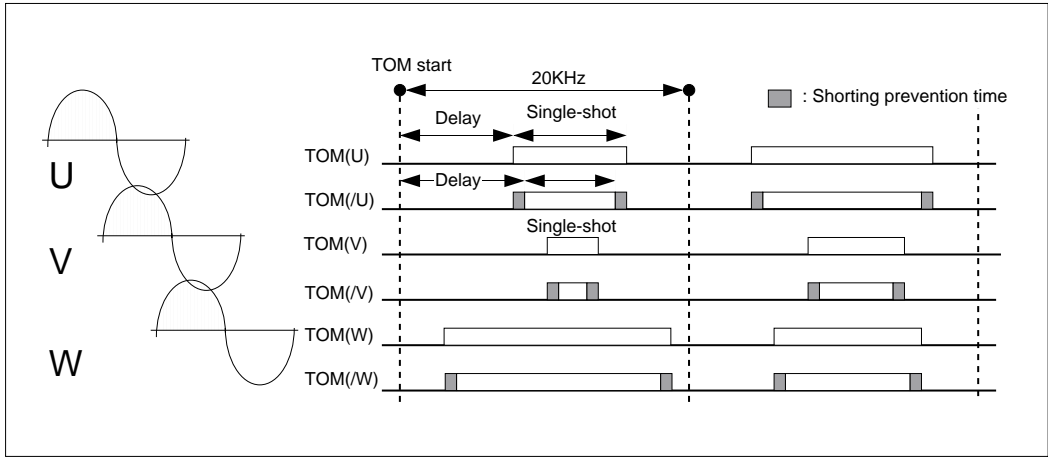 TOM start
20KHz
: Shorting prevention time
Delay
Single-shot
U
TOM(U)
TOM(/U)
Delay
Single-shot
V
TOM(V)
TOM(/V)
W
TOM(W)
TOM(/W)